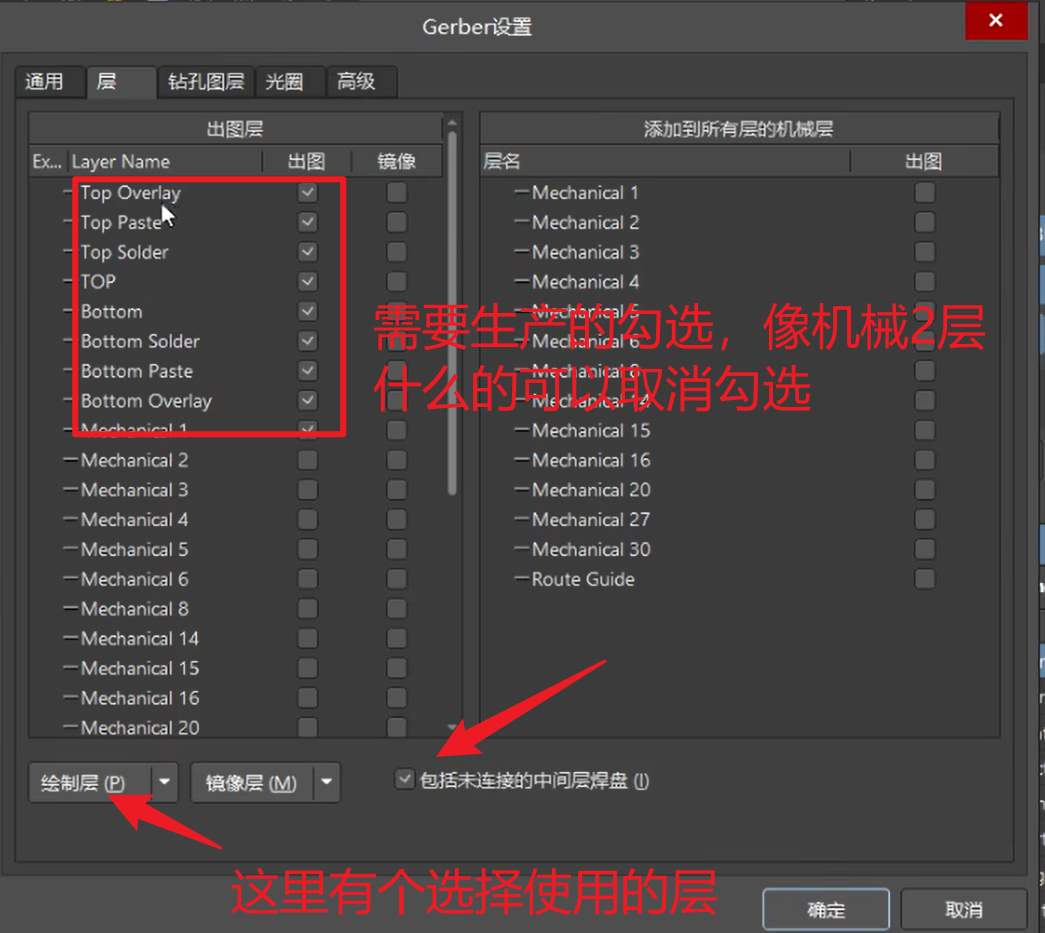 Gerber设置
通用 层 钻孔图层 光圈 高级
出图层
Ex... Layer Name 出图 镜像
Top Overlay
Top Paste
Top Solder
TOP
Bottom
Bottom Solder
Bottom Paste
Bottom Overlay
Mechanical 1
Mechanical 2
Mechanical 3
Mechanical 4
Mechanical 5
Mechanical 6
Mechanical 8
Mechanical 14
Mechanical 15
Mechanical 16
Mechanical 20
添加到所有层的机械层
层名 出图
Mechanical 1
Mechanical 2
Mechanical 3
Mechanical 4
Mechanical 5
Mechanical 6
Mechanical 8
Mechanical 14
Mechanical 15
Mechanical 16
Mechanical 20
Mechanical 27
Mechanical 30
Route Guide
需要生产的勾选，像机械2层
什么的可以取消勾选
绘制层 (P) 镜像层 (M) 包括未连接的中间层焊盘 (I)
这里有个选择使用的层
确定 取消